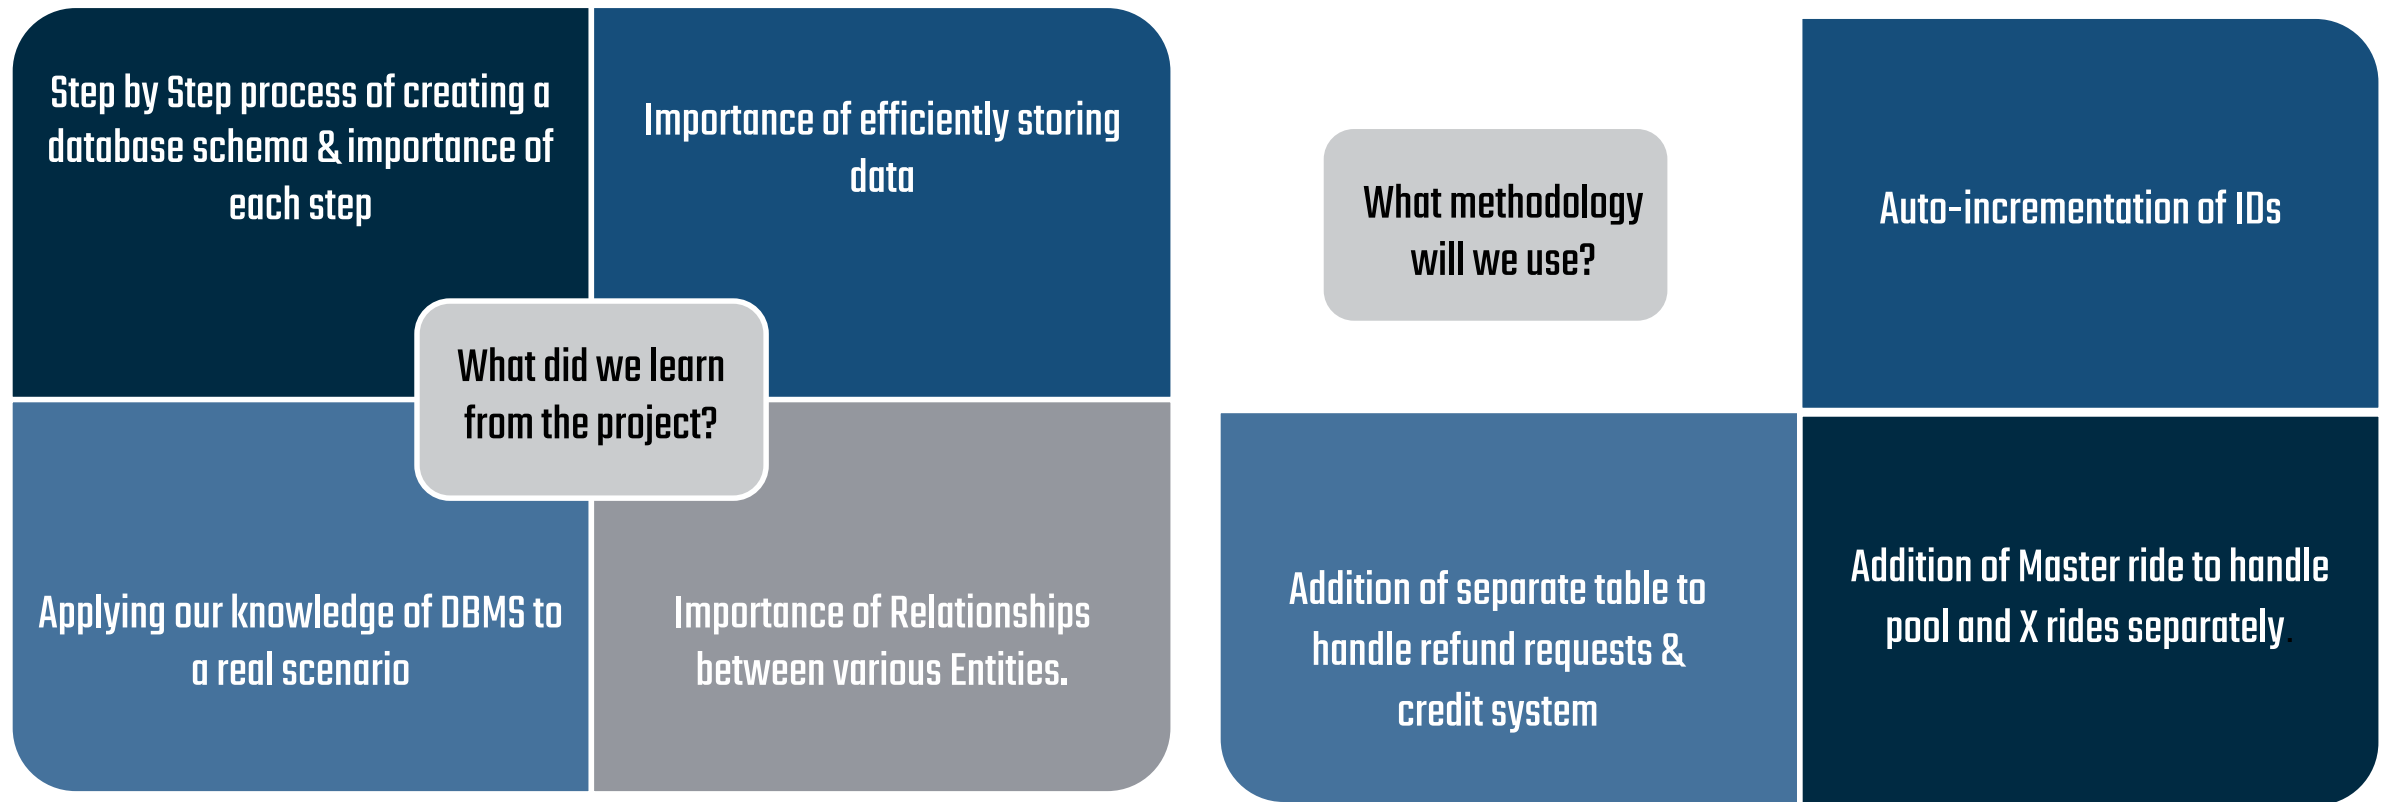 Step by Step process of creating a
database schema & importance of
each step
Importance of efficiently storing
data
What did we learn
from the project?
Applying our knowledge of DBMS to
a real scenario
Importance of Relationships
between various Entities.
What methodology
will we use?
Auto-incrementation of IDs
Addition of separate table to
handle refund requests &
credit system
Addition of Master ride to handle
pool and X rides separately.